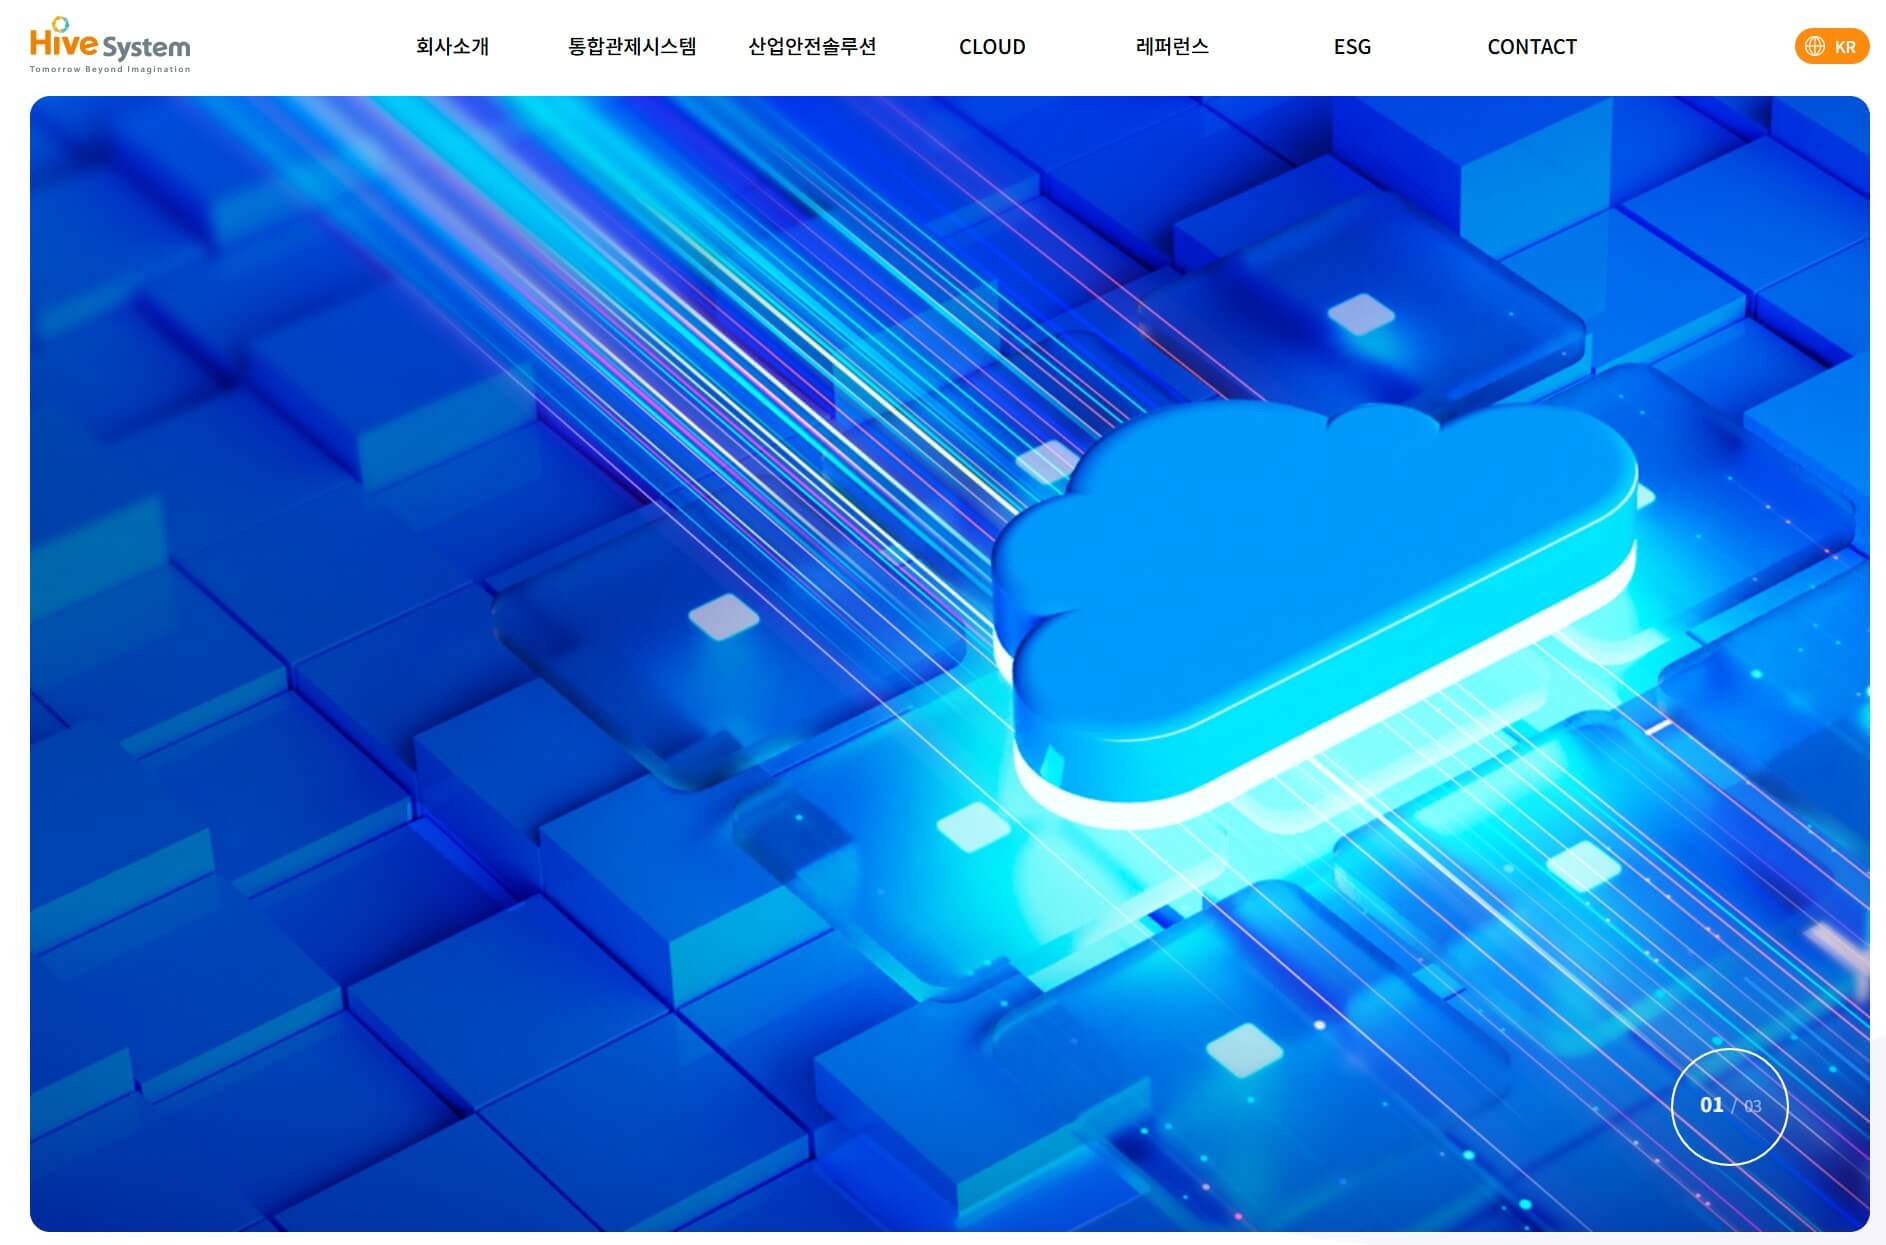 Hive System
Tomorrow Beyond Imagination
회사소개
통합관제시스템
산업안전솔루션
CLOUD
레퍼런스
ESG
CONTACT
KR
01 / 03